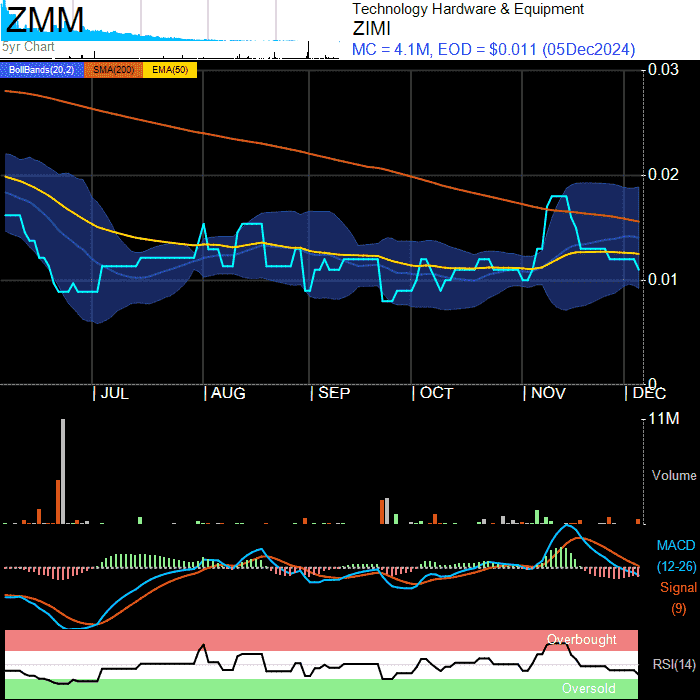 ZMM
5yr Chart
Technology Hardware & Equipment
ZIMI
MC = 4.1M, EOD = $0.011 (05Dec2024)
BollBands(20,2) SMA(200) EMA(50)
0.03
0.02
0.01
0
JUL AUG SEP OCT NOV DEC
11M
Volume
MACD
(12-26)
Signal
(9)
Overbought
RSI(14)
Oversold